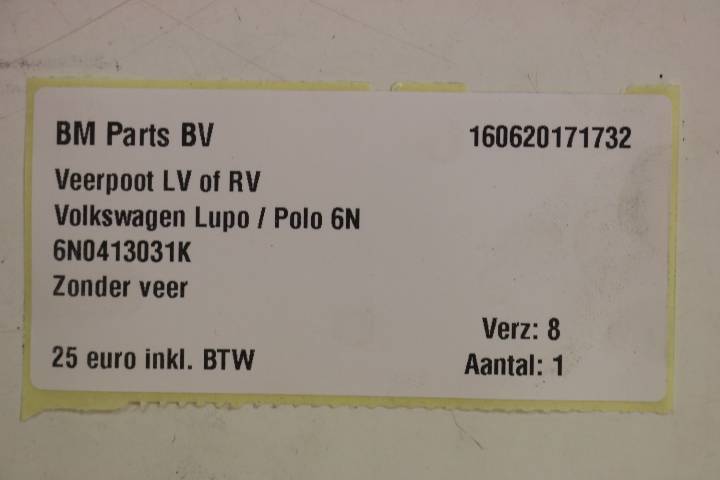 BM Parts BV 160620171732
Veerpoot LV of RV
Volkswagen Lupo / Polo 6N
6N0413031K
Zonder veer
Verz: 8
25 euro inkl. BTW Aantal: 1